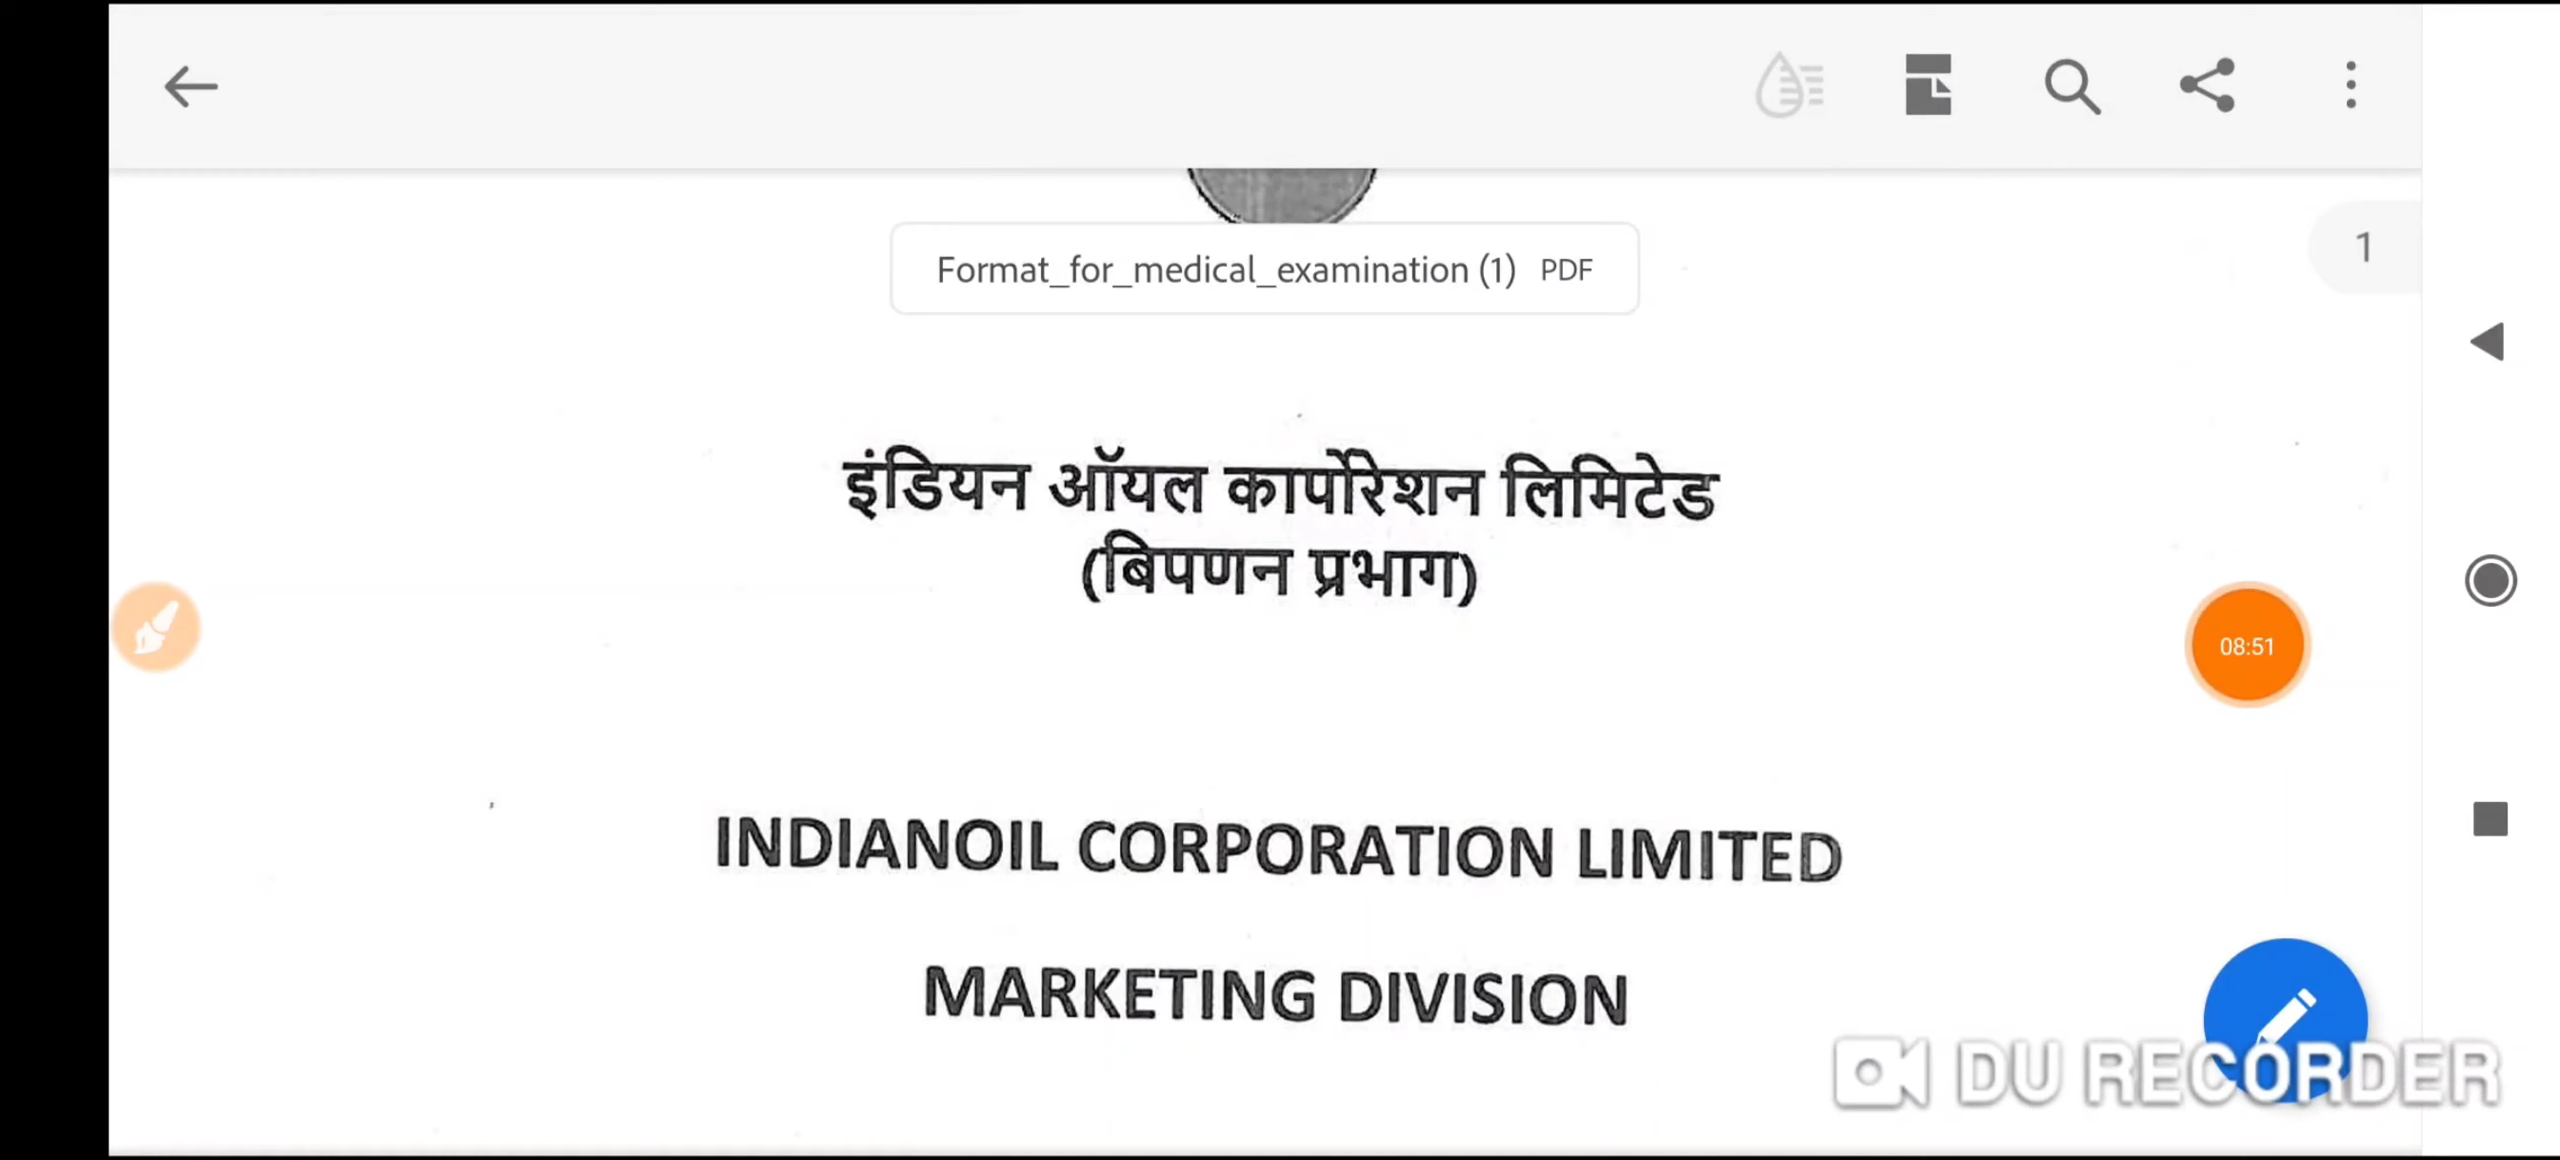 Format_for_medical_examination (1) PDF
1
इंडियन ऑयल कार्पोरेशन लिमिटेड
(बिपणन प्रभाग)
08:51
INDIANOIL CORPORATION LIMITED
MARKETING DIVISION
DU RECORDER